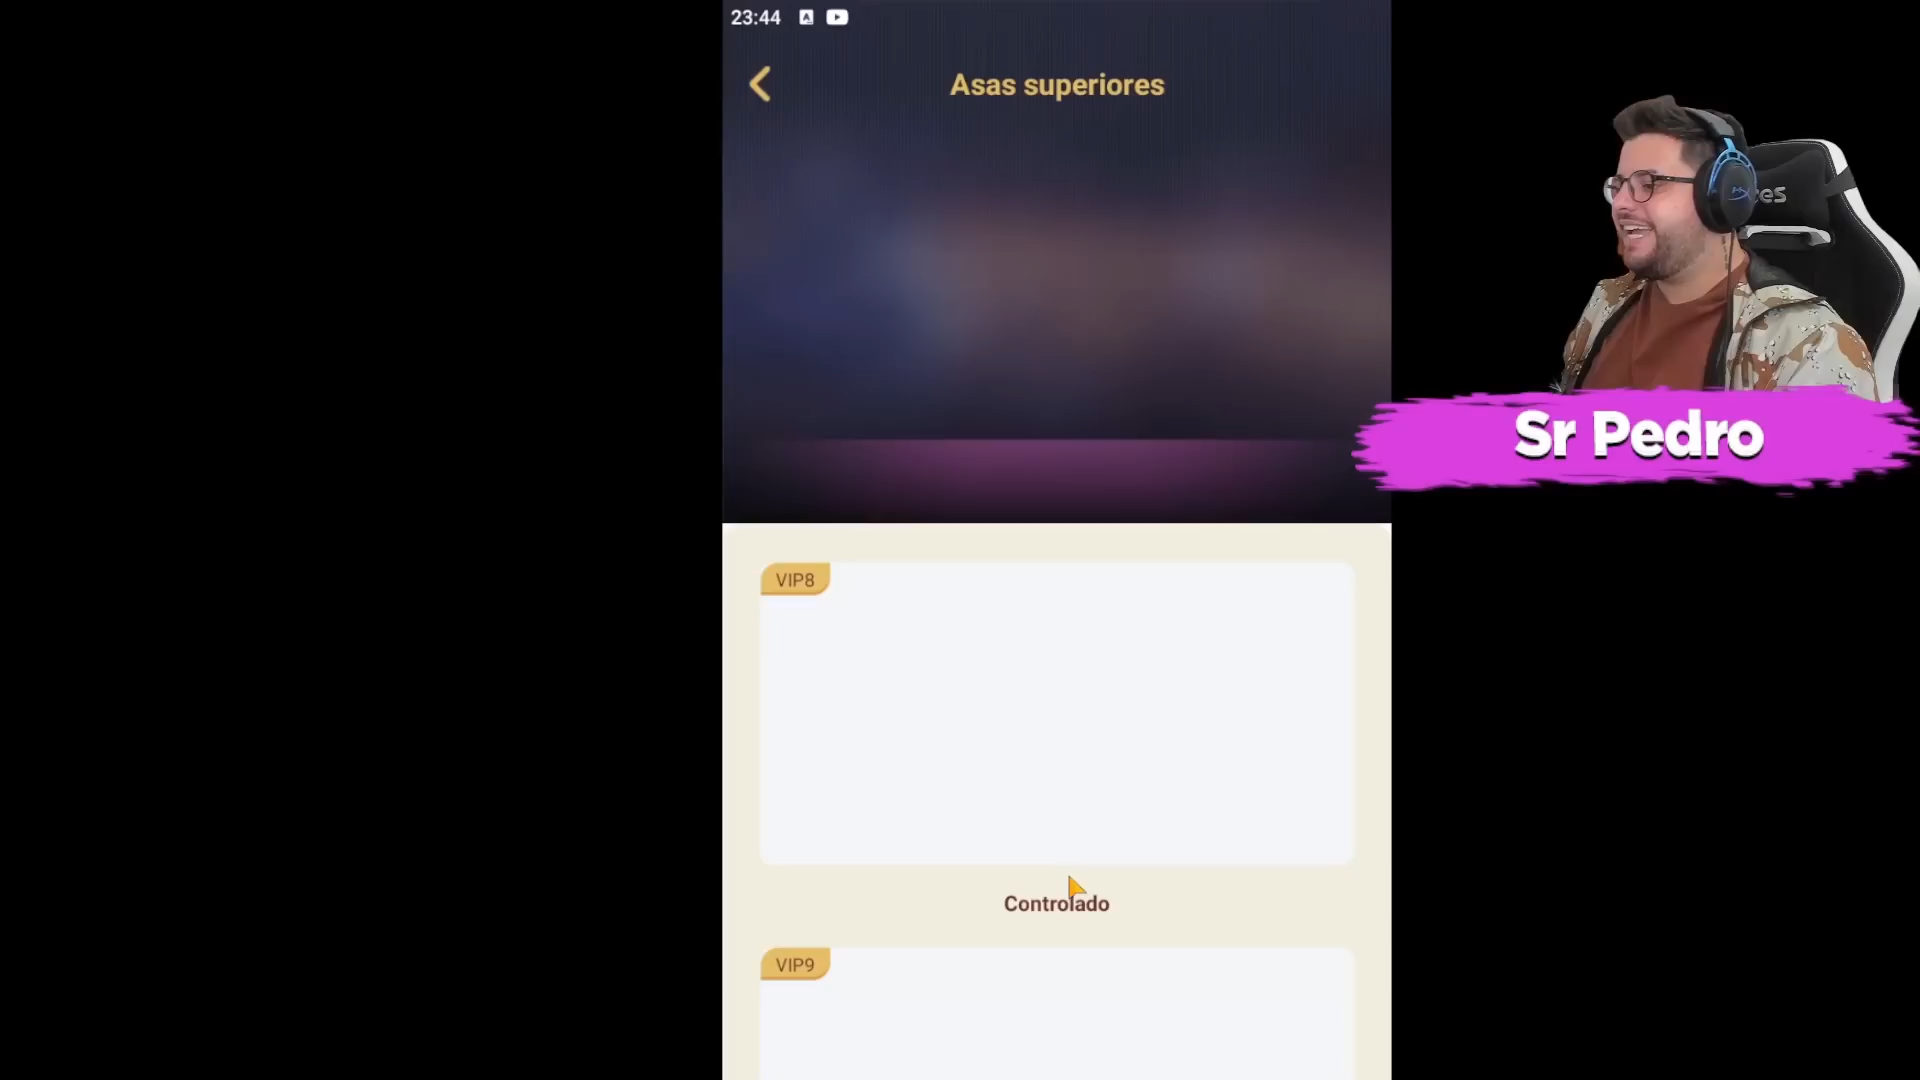 23:44
Asas superiores
Sr Pedro
VIP8
Controlado
VIP9